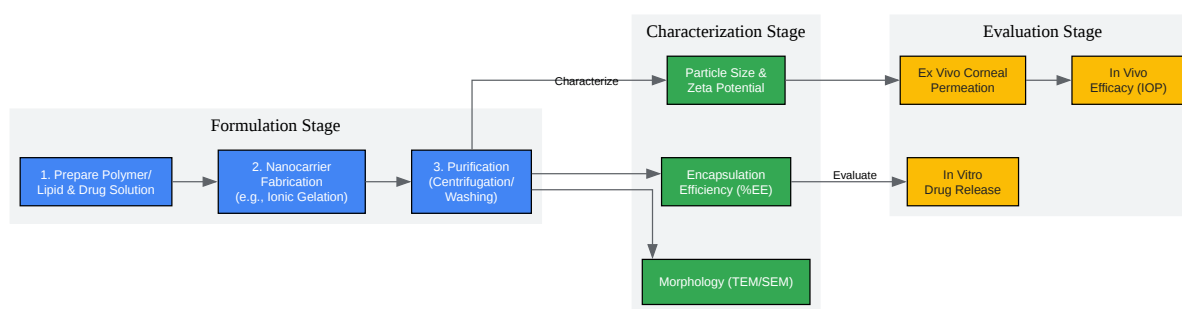 Formulation Stage
1. Prepare Polymer/
Lipid & Drug Solution
2. Nanocarrier
Fabrication
(e.g., Ionic Gelation)
3. Purification
(Centrifugation/
Washing)
Characterize
Characterization Stage
Particle Size &
Zeta Potential
Encapsulation
Efficiency (%EE)
Morphology (TEM/SEM)
Evaluate
Evaluation Stage
Ex Vivo Corneal
Permeation
In Vivo
Efficacy (IOP)
In Vitro
Drug Release